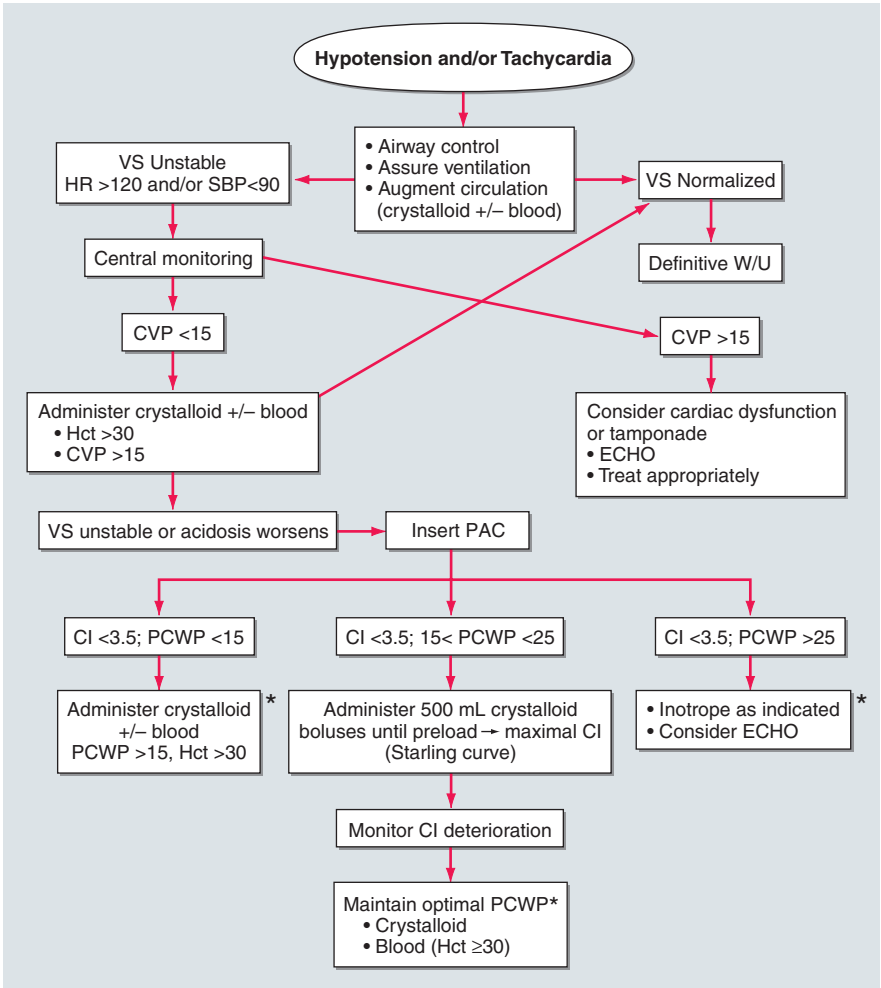 Hypotension and/or Tachycardia
• Airway control
• Assure ventilation
• Augment circulation
(crystalloid +/– blood)
VS Unstable
HR >120 and/or SBP<90
VS Normalized
Central monitoring
Definitive W/U
CVP <15
CVP >15
Administer crystalloid +/– blood
• Hct >30
• CVP >15
Consider cardiac dysfunction
or tamponade
• ECHO
• Treat appropriately
VS unstable or acidosis worsens
Insert PAC
CI <3.5; PCWP <15
CI <3.5; 15< PCWP <25
CI <3.5; PCWP >25
Administer crystalloid
+/– blood
PCWP >15, Hct >30
*
Administer 500 mL crystalloid
boluses until preload → maximal CI
(Starling curve)
• Inotrope as indicated
• Consider ECHO
*
Monitor CI deterioration
Maintain optimal PCWP*
• Crystalloid
• Blood (Hct ≥30)